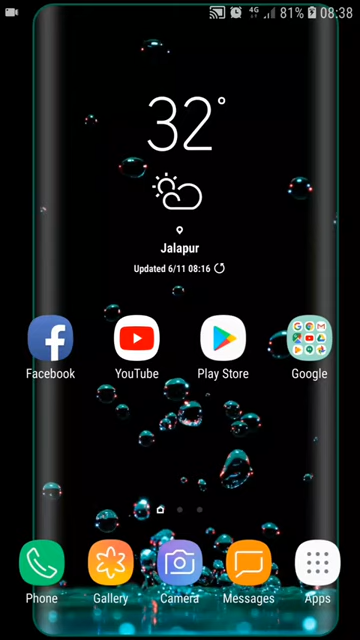 4G 81% 08:38
32°
Jalapur
Updated 6/11 08:16
Facebook YouTube Play Store Google
Phone Gallery Camera Messages Apps